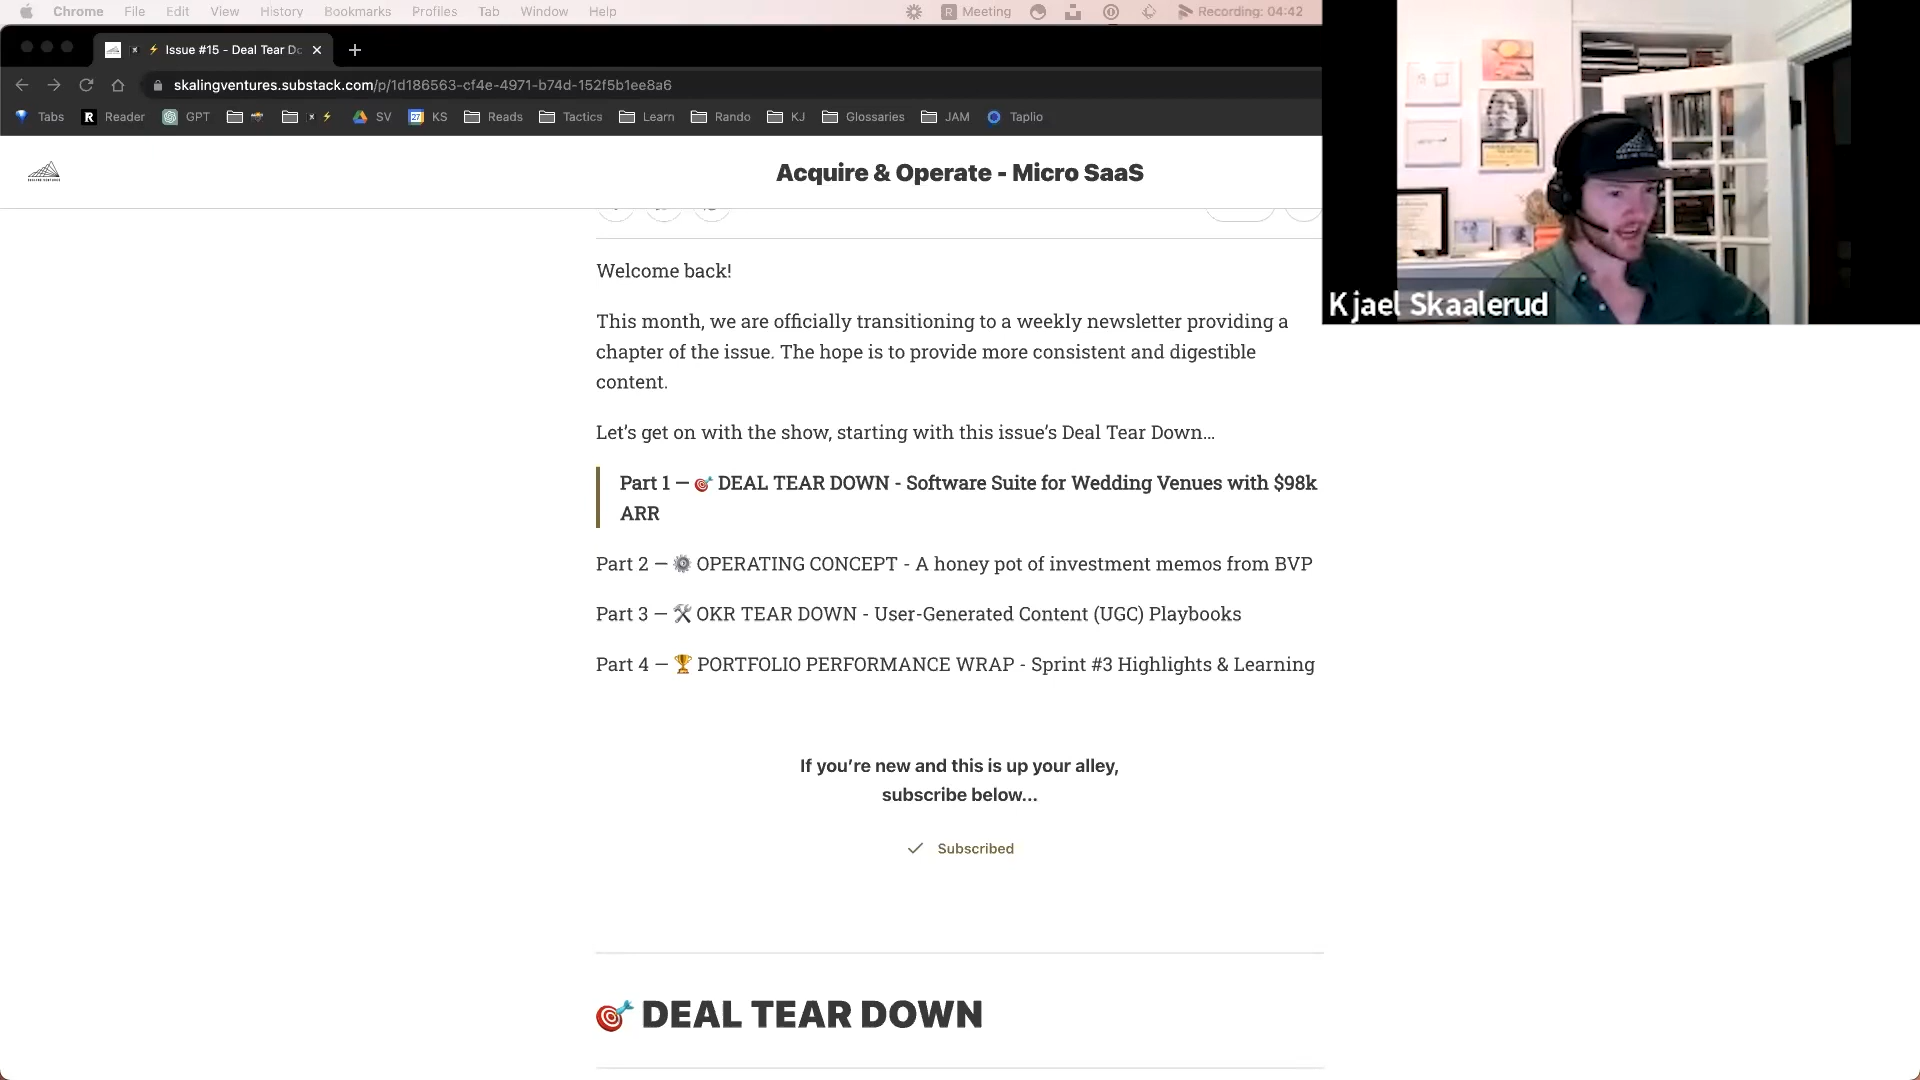 Chrome File Edit View History Bookmarks Profiles Tab Window Help R Meeting Recording: 04:42
Issue #15 - Deal Tear Do
skalingventures.substack.com/p/1d186563-cf4e-4971-b74d-152f5b1ee8a6
Tabs R Reader GPT SV 27 KS Reads Tactics Learn Rando KJ Glossaries JAM Taplio
Acquire & Operate - Micro SaaS
Kjael Skaalerud
Welcome back!
This month, we are officially transitioning to a weekly newsletter providing a
chapter of the issue. The hope is to provide more consistent and digestible
content.
Let’s get on with the show, starting with this issue’s Deal Tear Down…
Part 1 — 🎯 DEAL TEAR DOWN - Software Suite for Wedding Venues with $98k
ARR
Part 2 — ⚙️ OPERATING CONCEPT - A honey pot of investment memos from BVP
Part 3 — 🛠 OKR TEAR DOWN - User-Generated Content (UGC) Playbooks
Part 4 — 🏆 PORTFOLIO PERFORMANCE WRAP - Sprint #3 Highlights & Learning
If you’re new and this is up your alley,
subscribe below…
Subscribed
🎯 DEAL TEAR DOWN